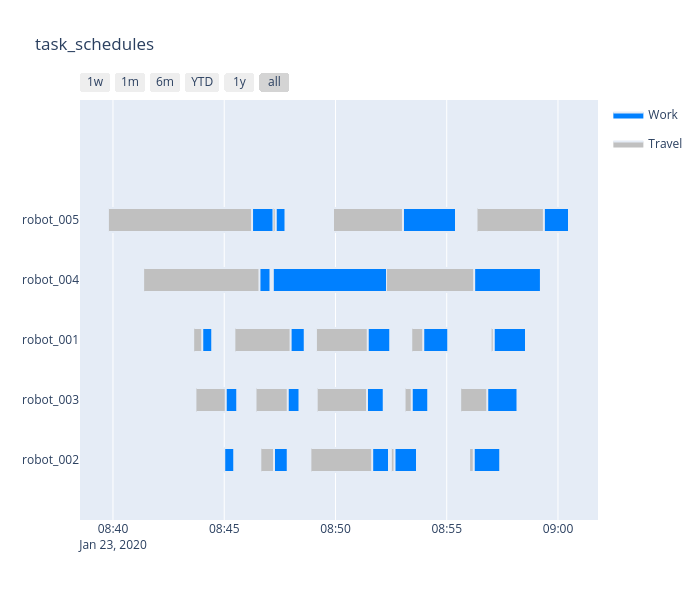 task_schedules
1w 1m 6m YTD 1y all
Work
Travel
robot_005
robot_004
robot_001
robot_003
robot_002
08:40 08:45 08:50 08:55 09:00
Jan 23, 2020